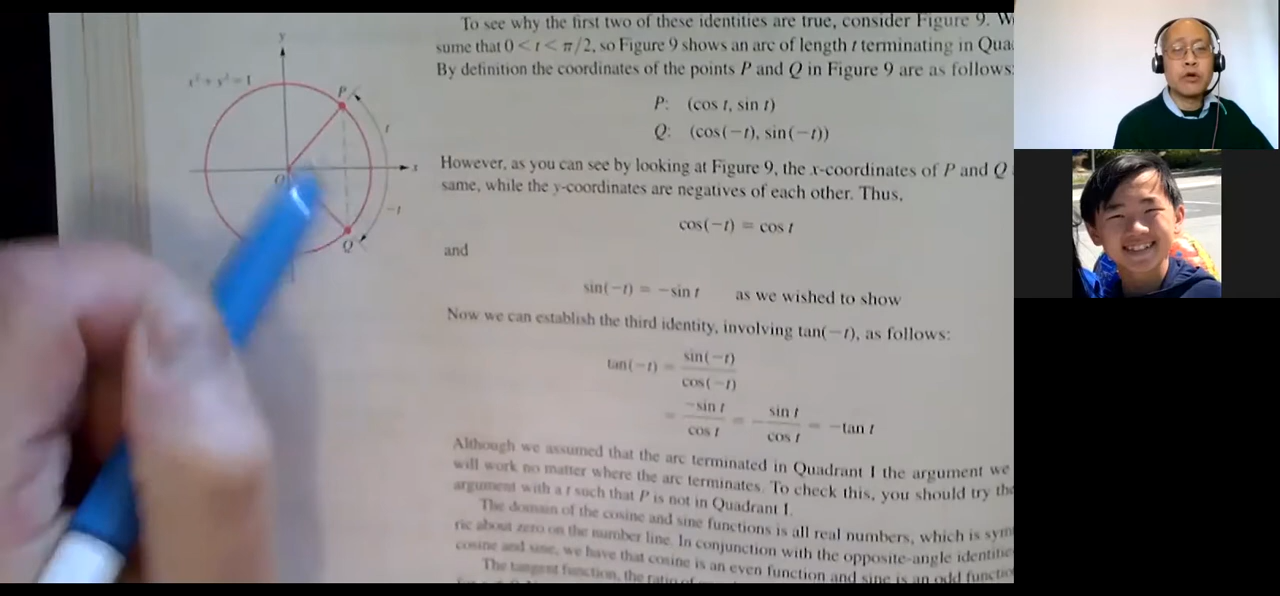 y
x² + y² = 1
P
t
x
O
-t
Q
To see why the first two of these identities are true, consider Figure 9. W
sume that 0 < t < π/2, so Figure 9 shows an arc of length t terminating in Qua
By definition the coordinates of the points P and Q in Figure 9 are as follows:
P: (cos t, sin t)
Q: (cos(−t), sin(−t))
However, as you can see by looking at Figure 9, the x-coordinates of P and Q
same, while the y-coordinates are negatives of each other. Thus,
cos(−t) = cos t
and
sin(−t) = −sin t as we wished to show
Now we can establish the third identity, involving tan(−t), as follows:
tan(−t) = sin(−t)
cos(−t)
= −sin t = − sin t = −tan t
cos t cos t
Although we assumed that the arc terminated in Quadrant I the argument we
will work no matter where the arc terminates. To check this, you should try the
argument with a t such that P is not in Quadrant I.
The domain of the cosine and sine functions is all real numbers, which is sym
ric about zero on the number line. In conjunction with the opposite-angle identitie
cosine and sine, we have that cosine is an even function and sine is an odd functio
The tangent function, the ratio of